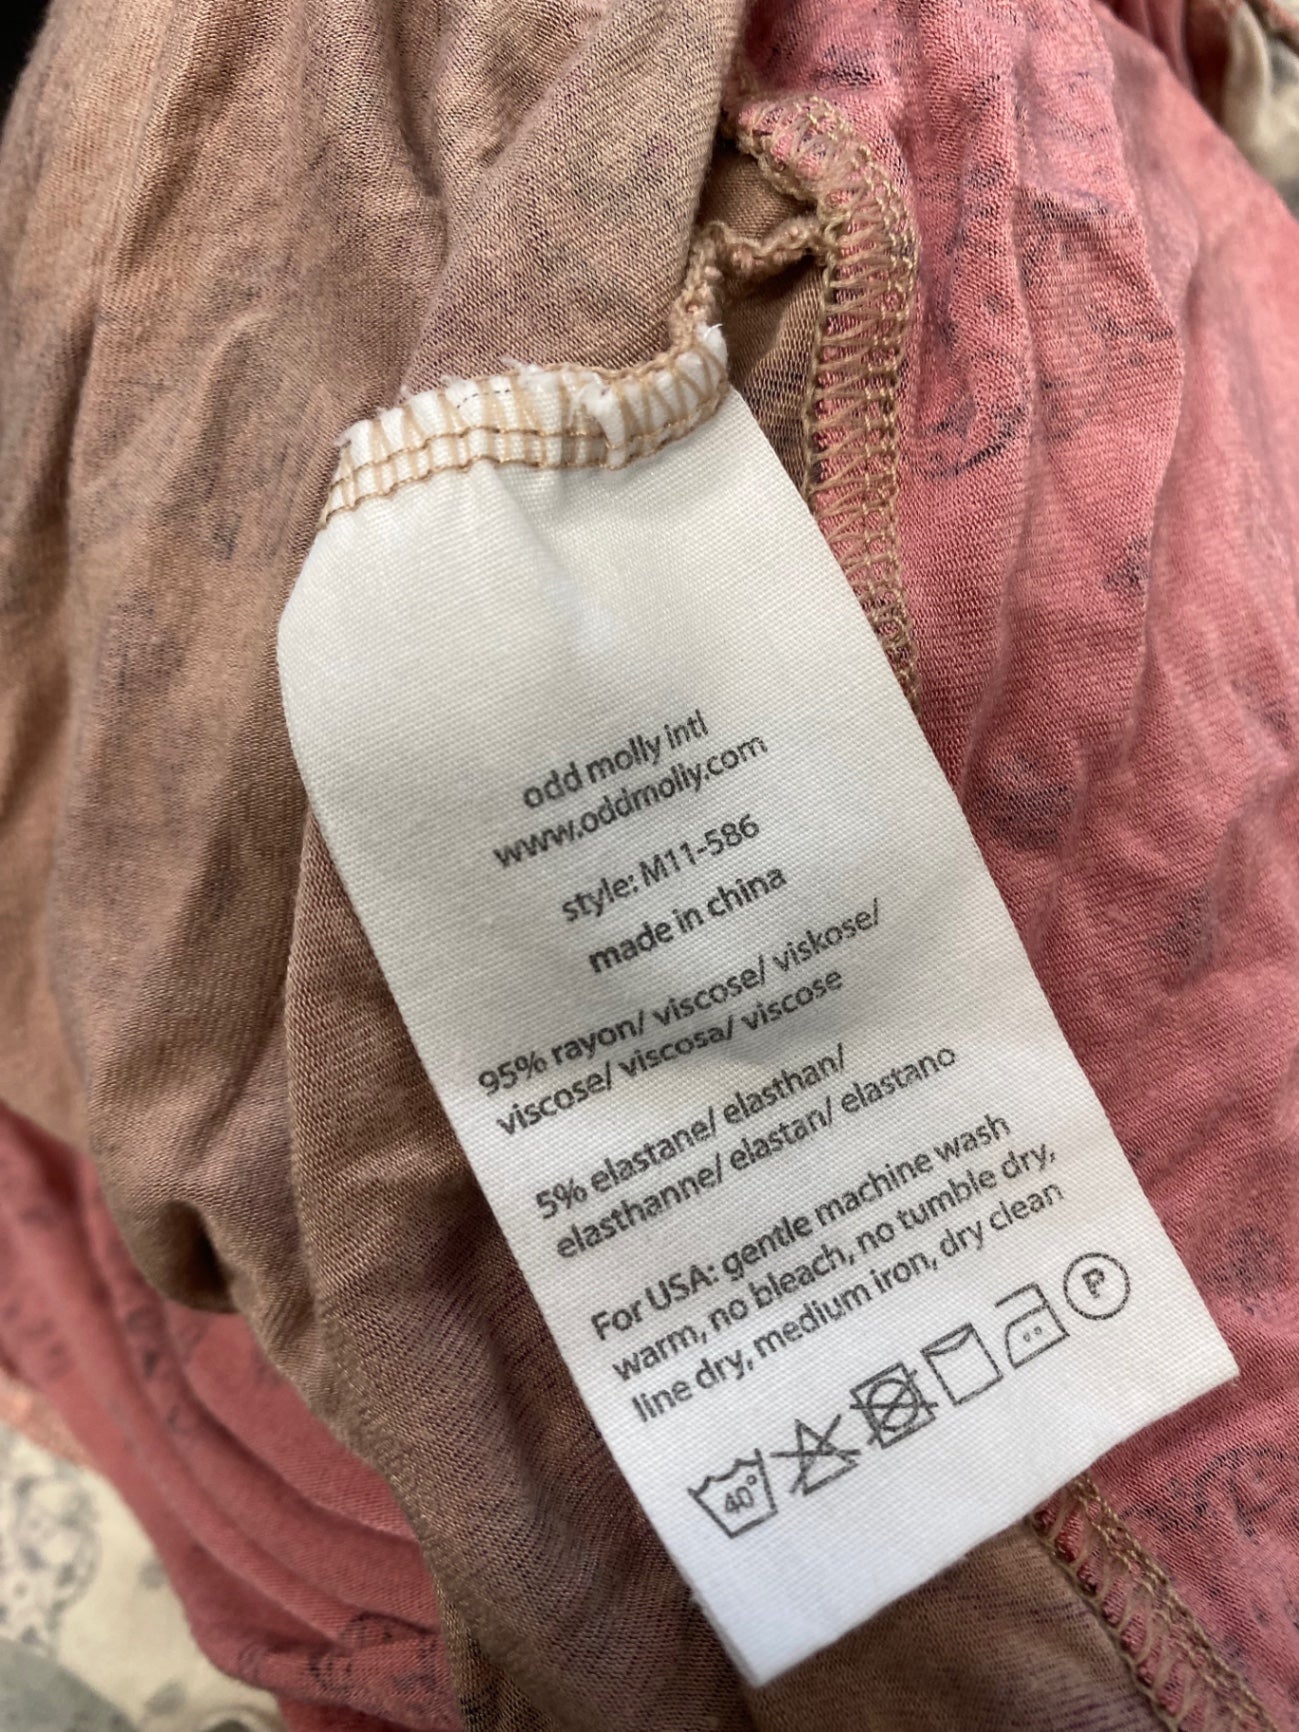 odd molly intl
www.oddmolly.com
style: M11-586
made in china
95% rayon/ viscose/ viskose/
viscose/ viscosa/ viscose
5% elastane/ elasthan/
elasthanne/ elastan/ elastano
For USA: gentle machine wash
warm, no bleach, no tumble dry,
line dry, medium iron, dry clean
40° P